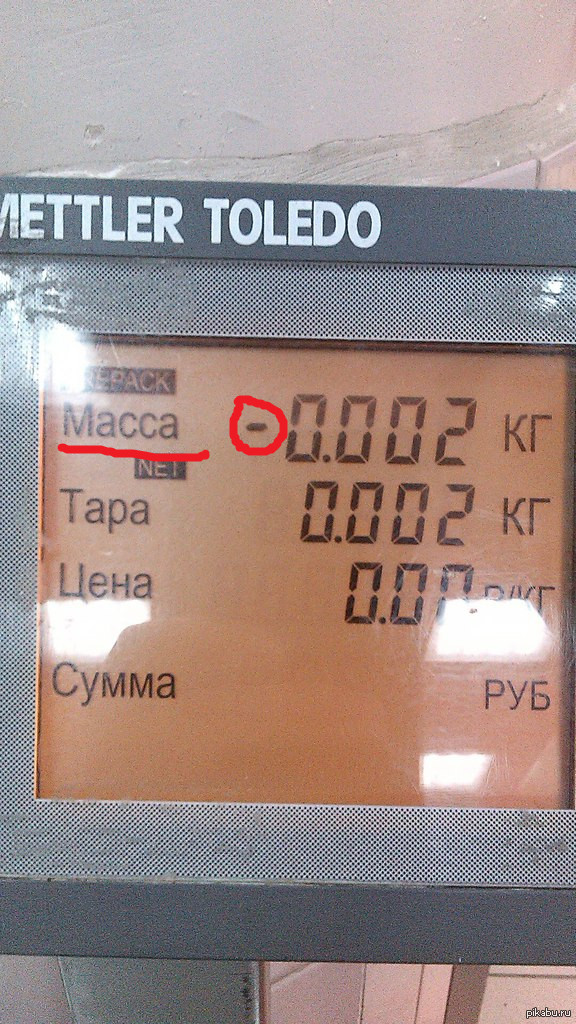 METTLER TOLEDO
PREPACK
Масса -0.002 КГ
NET
Тара 0.002 КГ
Цена 0.00 Р/КГ
Сумма РУБ
pikabu.ru